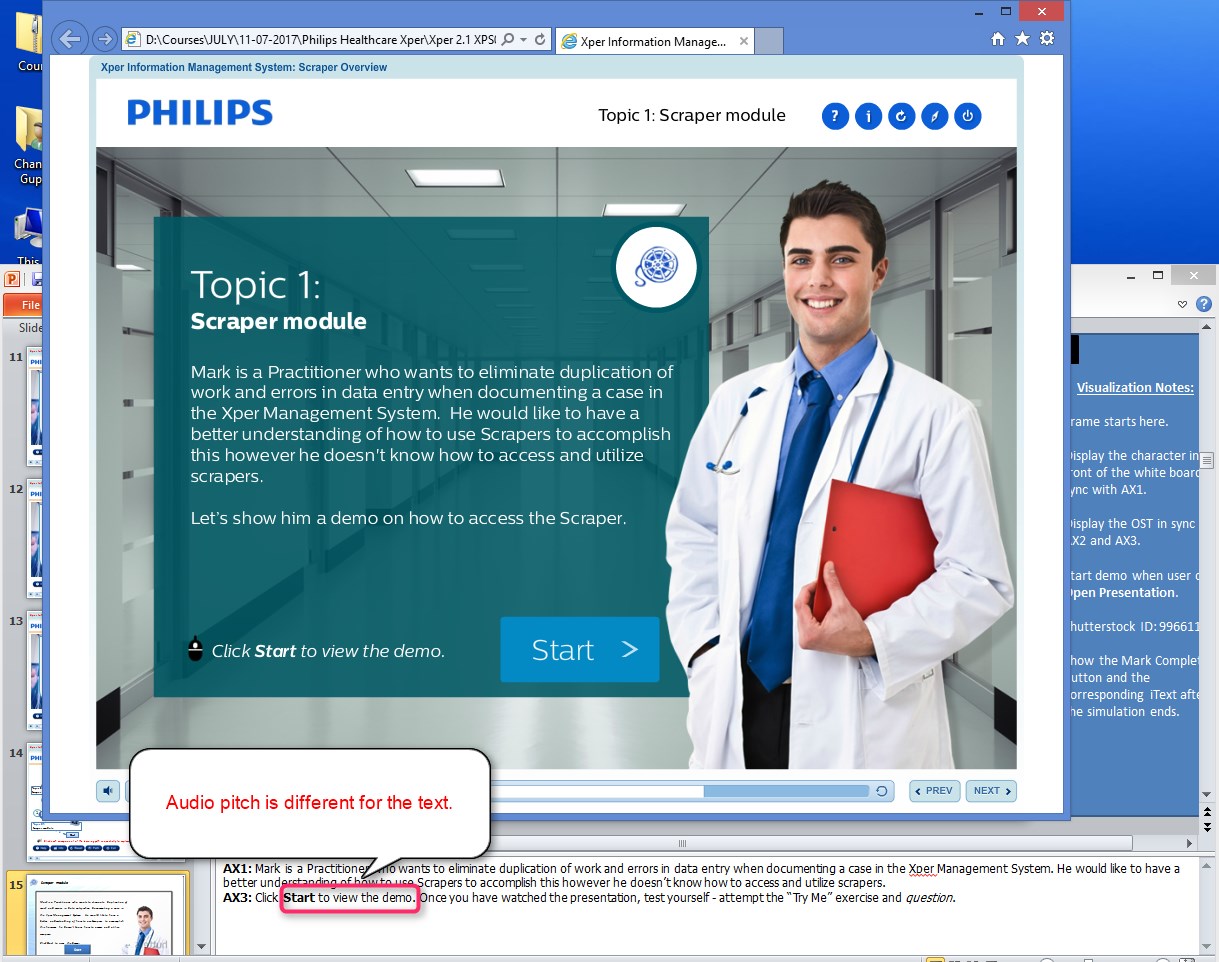 Cour
Chan
Gup
This
D:\Courses\JULY\11-07-2017\Philips Healthcare Xper\Xper 2.1 XPS(
Xper Information Manage...
Xper Information Management System: Scraper Overview
PHILIPS
Topic 1: Scraper module
Topic 1:
Scraper module
Mark is a Practitioner who wants to eliminate duplication of
work and errors in data entry when documenting a case in
the Xper Management System. He would like to have a
better understanding of how to use Scrapers to accomplish
this however he doesn't know how to access and utilize
scrapers.
Let's show him a demo on how to access the Scraper.
Click Start to view the demo.
Start >
PREV
NEXT
Audio pitch is different for the text.
File
Slide
11
12
13
14
15
Scraper module
Visualization Notes:
rame starts here.
Display the character in
ront of the white board
ync with AX1.
Display the OST in sync
AX2 and AX3.
tart demo when user c
Open Presentation.
hutterstock ID: 996611
how the Mark Complet
utton and the
orresponding iText afte
he simulation ends.
AX1: Mark is a Practitioner who wants to eliminate duplication of work and errors in data entry when documenting a case in the Xper Management System. He would like to have a
better understanding of how to use Scrapers to accomplish this however he doesn't know how to access and utilize scrapers.
AX3: Click Start to view the demo. Once you have watched the presentation, test yourself - attempt the "Try Me" exercise and question.